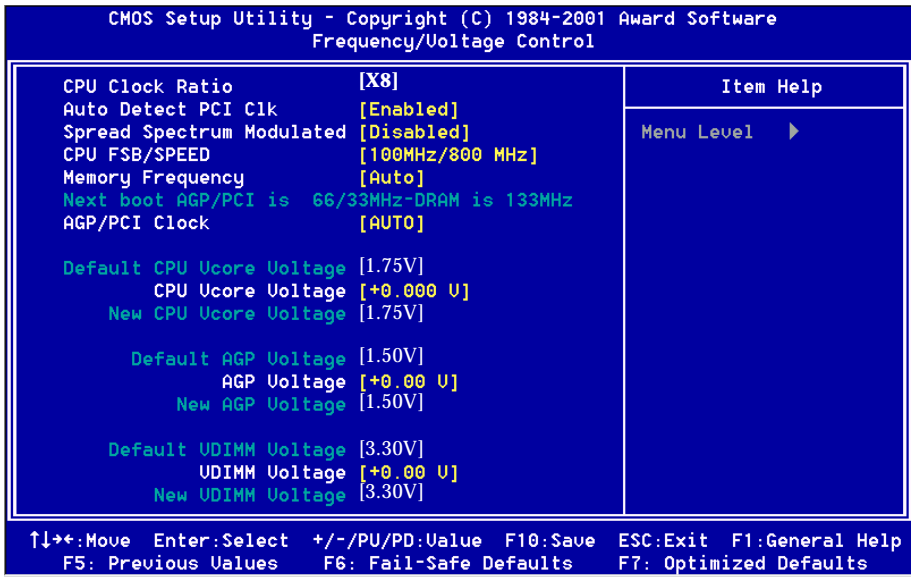 CMOS Setup Utility - Copyright (C) 1984-2001 Award Software
Frequency/Voltage Control
CPU Clock Ratio [X8]
Auto Detect PCI Clk [Enabled]
Spread Spectrum Modulated [Disabled]
CPU FSB/SPEED [100MHz/800 MHz]
Memory Frequency [Auto]
Next boot AGP/PCI is 66/33MHz-DRAM is 133MHz
AGP/PCI Clock [AUTO]
Default CPU Vcore Voltage [1.75V]
CPU Vcore Voltage [+0.000 V]
New CPU Vcore Voltage [1.75V]
Default AGP Voltage [1.50V]
AGP Voltage [+0.00 V]
New AGP Voltage [1.50V]
Default VDIMM Voltage [3.30V]
VDIMM Voltage [+0.00 V]
New VDIMM Voltage [3.30V]
Item Help
Menu Level ▶
↑↓→←:Move Enter:Select +/-/PU/PD:Value F10:Save ESC:Exit F1:General Help
F5: Previous Values F6: Fail-Safe Defaults F7: Optimized Defaults